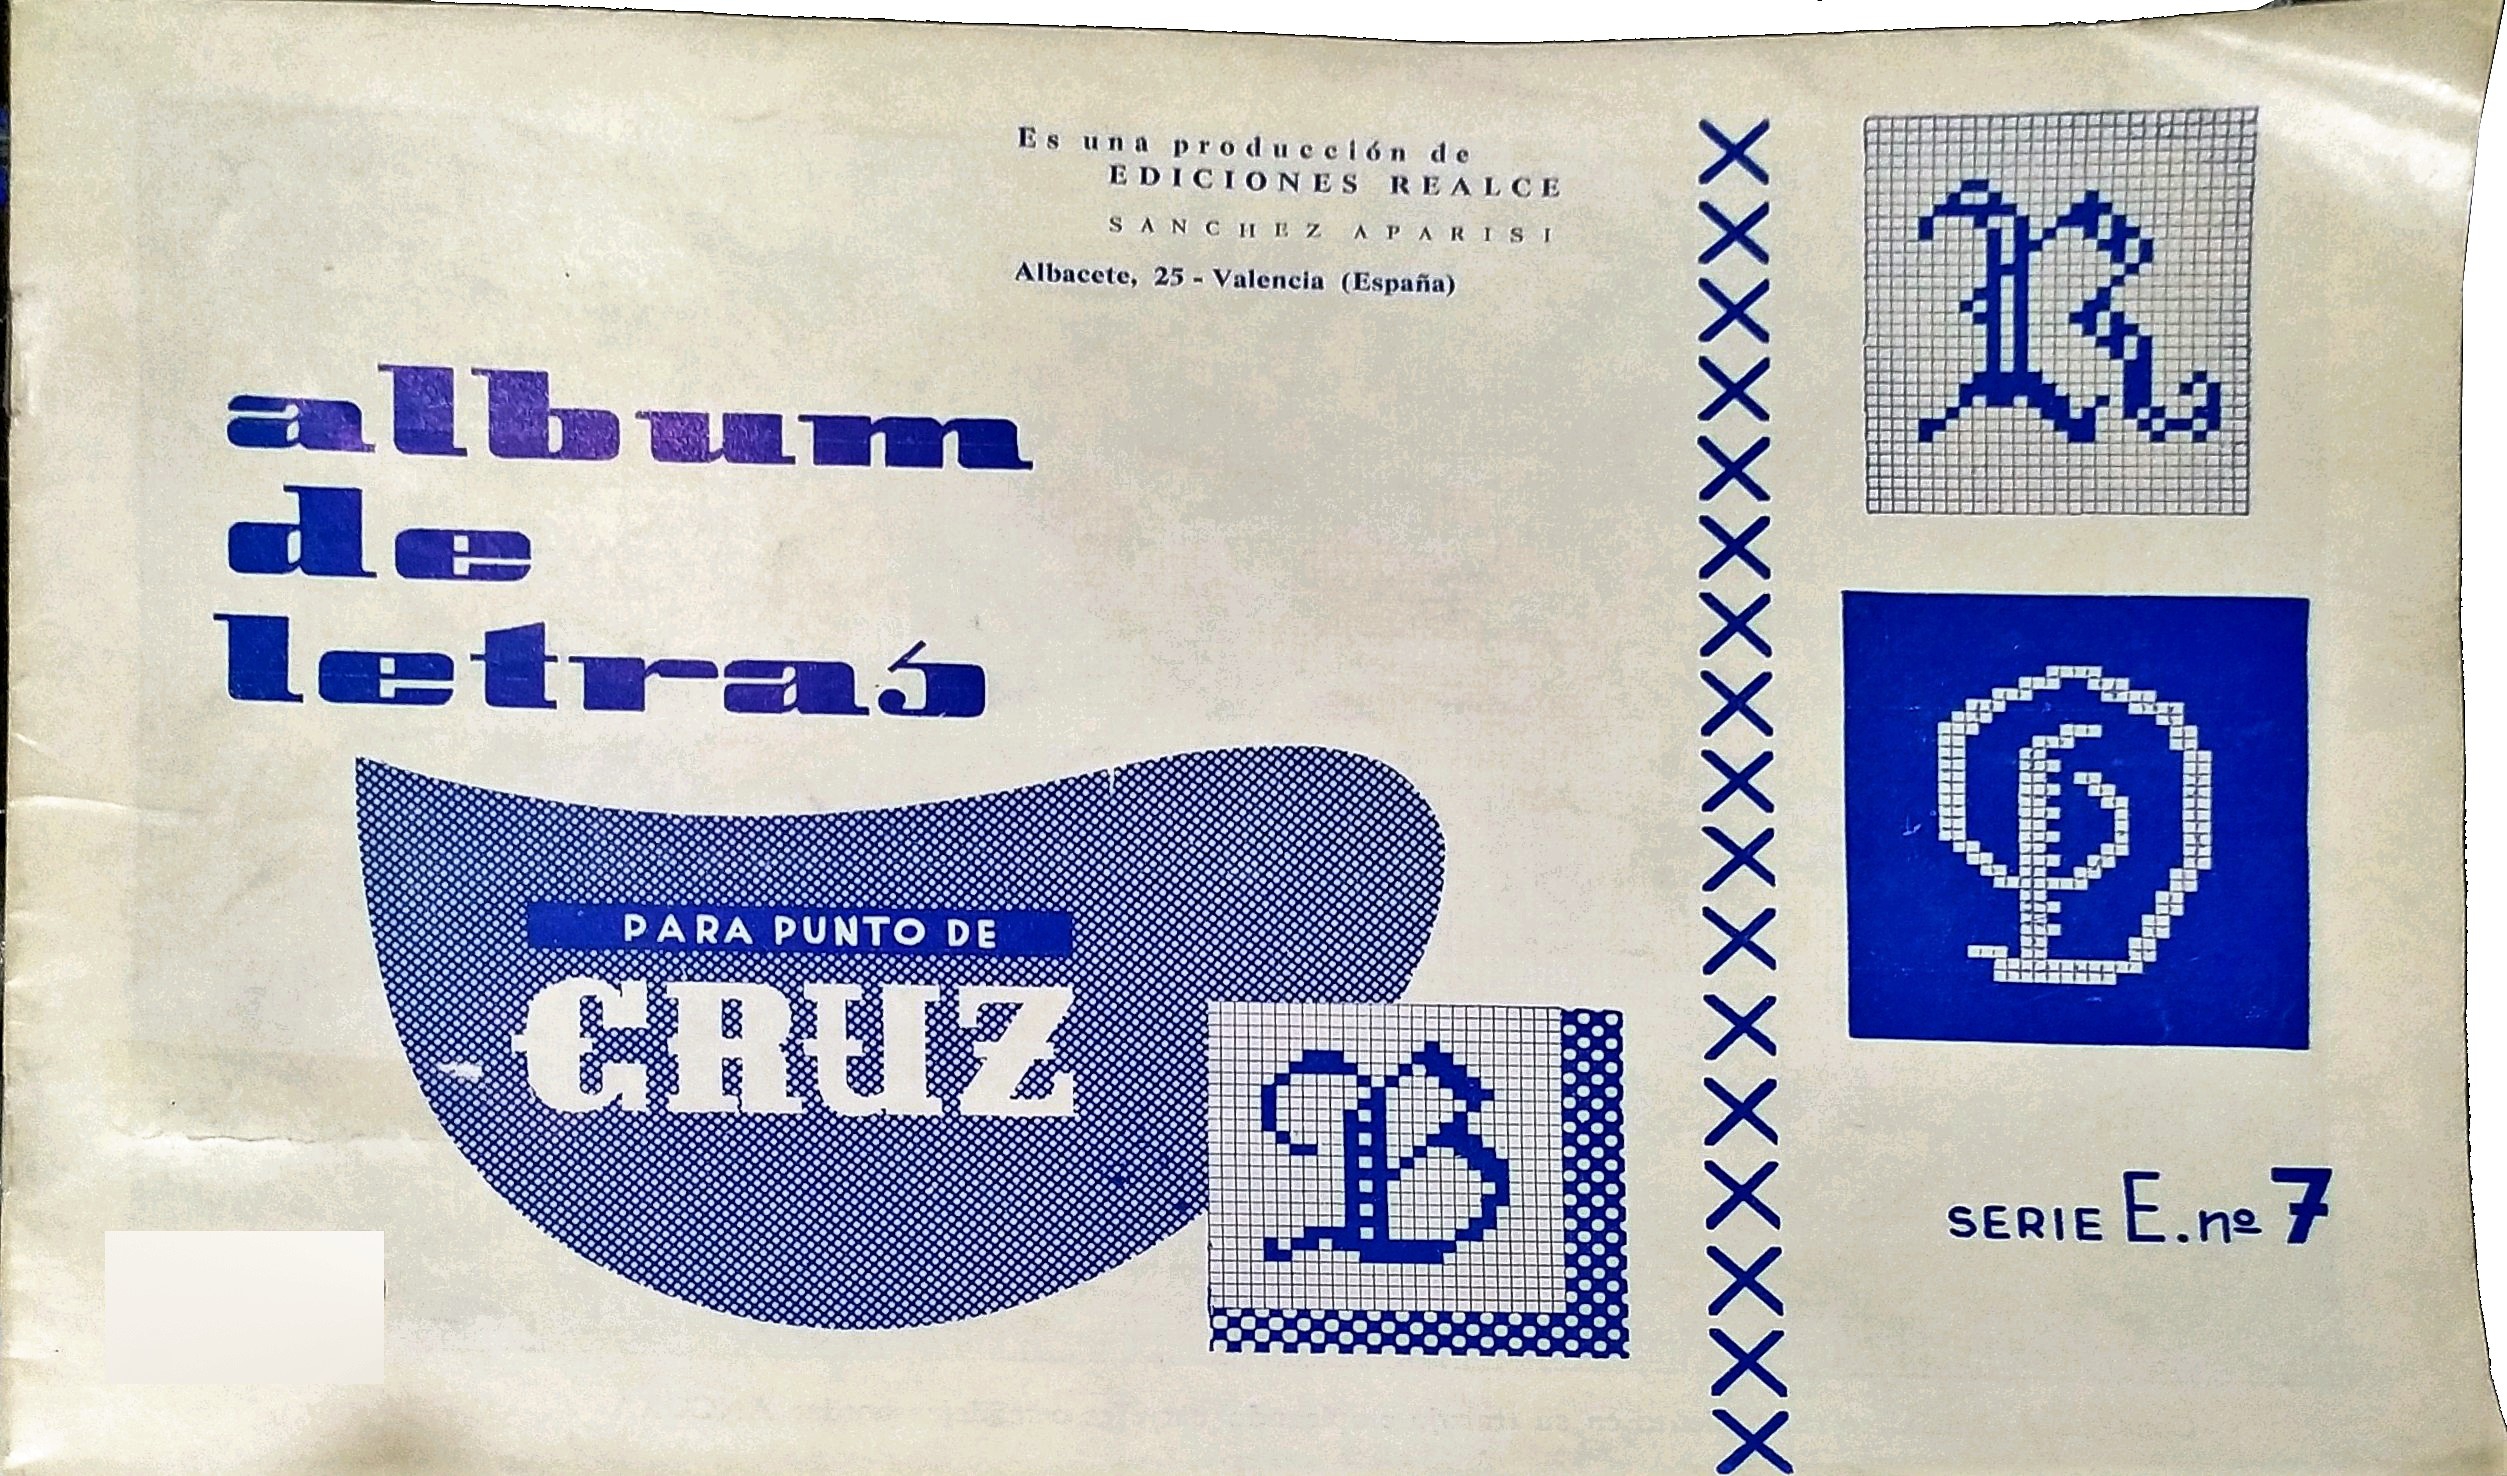 Es una producción de
EDICIONES REALCE
SANCHEZ APARISI
Albacete, 25 - Valencia (España)
album
de
letras
PARA PUNTO DE
CRUZ
R
D
B
SERIE E. nº 7